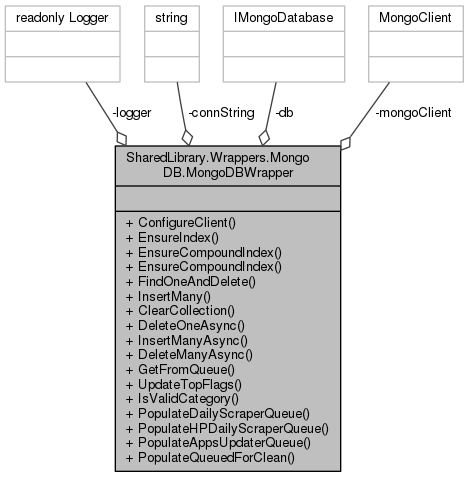 readonly Logger
string
IMongoDatabase
MongoClient
-logger
-connString
-db
-mongoClient
SharedLibrary.Wrappers.Mongo
DB.MongoDBWrapper
+ ConfigureClient()
+ EnsureIndex()
+ EnsureCompoundIndex()
+ EnsureCompoundIndex()
+ FindOneAndDelete()
+ InsertMany()
+ ClearCollection()
+ DeleteOneAsync()
+ InsertManyAsync()
+ DeleteManyAsync()
+ GetFromQueue()
+ UpdateTopFlags()
+ IsValidCategory()
+ PopulateDailyScraperQueue()
+ PopulateHPDailyScraperQueue()
+ PopulateAppsUpdaterQueue()
+ PopulateQueuedForClean()